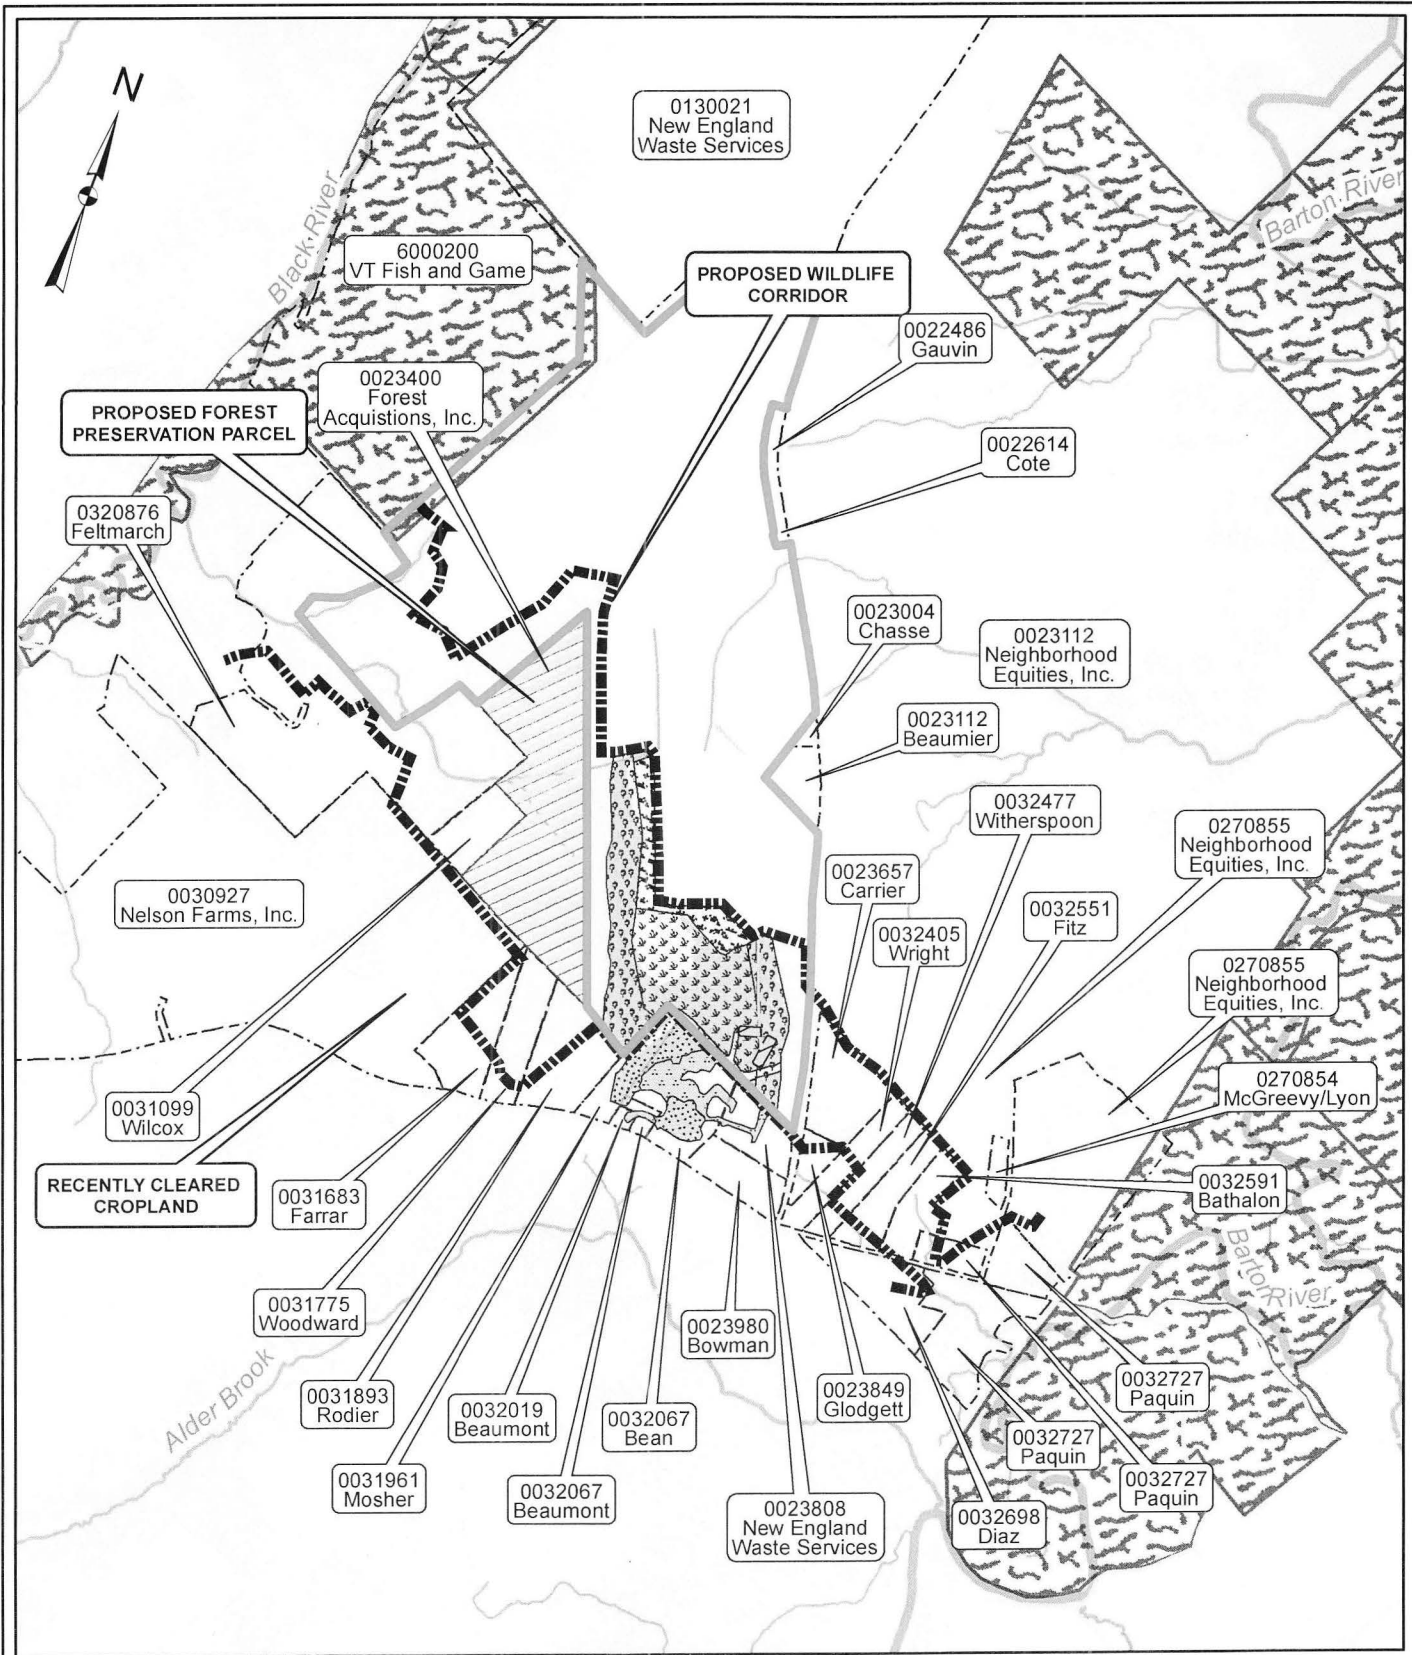 N
0130021
New England
Waste Services
Barton River
Black River
6000200
VT Fish and Game
PROPOSED WILDLIFE
CORRIDOR
0022486
Gauvin
0023400
Forest
Acquistions, Inc.
PROPOSED FOREST
PRESERVATION PARCEL
0022614
Cote
0320876
Feltmarch
0023004
Chasse
0023112
Neighborhood
Equities, Inc.
0023112
Beaumier
0032477
Witherspoon
0270855
Neighborhood
Equities, Inc.
0023657
Carrier
0030927
Nelson Farms, Inc.
0032551
Fitz
0032405
Wright
0270855
Neighborhood
Equities, Inc.
0270854
McGreevy/Lyon
0031099
Wilcox
RECENTLY CLEARED
CROPLAND
0031683
Farrar
0032591
Bathalon
Barton
River
0031775
Woodward
0023980
Bowman
Alder Brook
0031893
Rodier
0032019
Beaumont
0032067
Bean
0023849
Glodgett
0032727
Paquin
0032727
Paquin
0031961
Mosher
0032067
Beaumont
0023808
New England
Waste Services
0032698
Diaz
0032727
Paquin